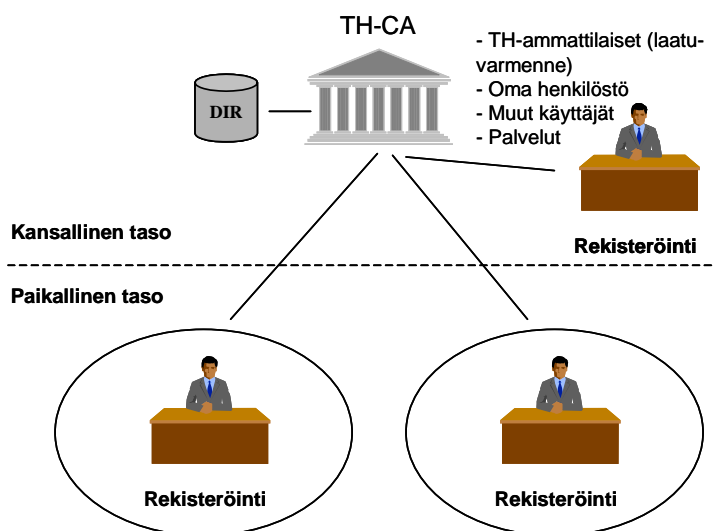 TH-CA
- TH-ammattilaiset (laatu-
varmenne)
- Oma henkilöstö
- Muut käyttäjät
- Palvelut
DIR
Kansallinen taso
Rekisteröinti
Paikallinen taso
Rekisteröinti
Rekisteröinti